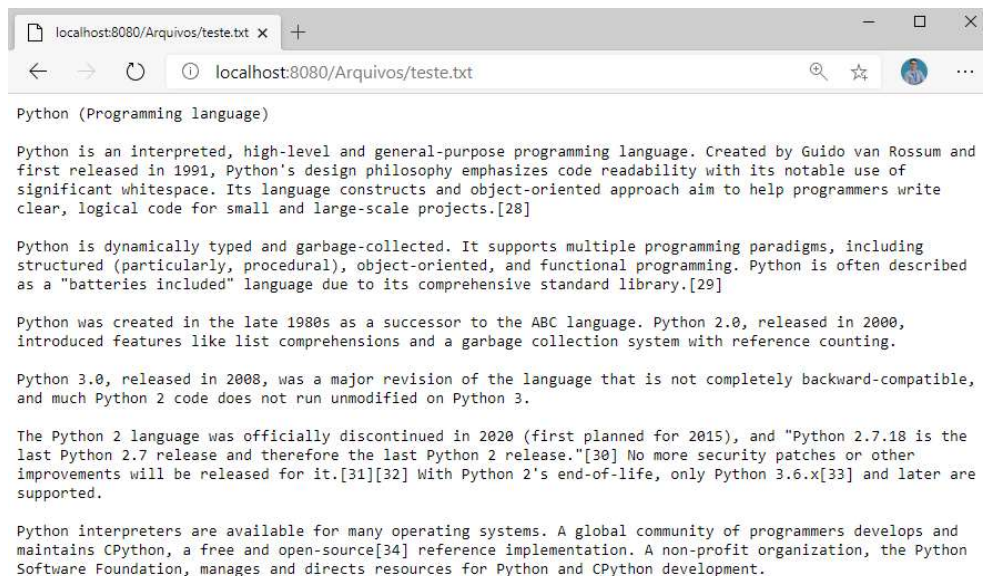 localhost:8080/Arquivos/teste.txt
localhost:8080/Arquivos/teste.txt
Python (Programming language)
Python is an interpreted, high-level and general-purpose programming language. Created by Guido van Rossum and
first released in 1991, Python's design philosophy emphasizes code readability with its notable use of
significant whitespace. Its language constructs and object-oriented approach aim to help programmers write
clear, logical code for small and large-scale projects.[28]
Python is dynamically typed and garbage-collected. It supports multiple programming paradigms, including
structured (particularly, procedural), object-oriented, and functional programming. Python is often described
as a "batteries included" language due to its comprehensive standard library.[29]
Python was created in the late 1980s as a successor to the ABC language. Python 2.0, released in 2000,
introduced features like list comprehensions and a garbage collection system with reference counting.
Python 3.0, released in 2008, was a major revision of the language that is not completely backward-compatible,
and much Python 2 code does not run unmodified on Python 3.
The Python 2 language was officially discontinued in 2020 (first planned for 2015), and "Python 2.7.18 is the
last Python 2.7 release and therefore the last Python 2 release."[30] No more security patches or other
improvements will be released for it.[31][32] With Python 2's end-of-life, only Python 3.6.x[33] and later are
supported.
Python interpreters are available for many operating systems. A global community of programmers develops and
maintains CPython, a free and open-source[34] reference implementation. A non-profit organization, the Python
Software Foundation, manages and directs resources for Python and CPython development.